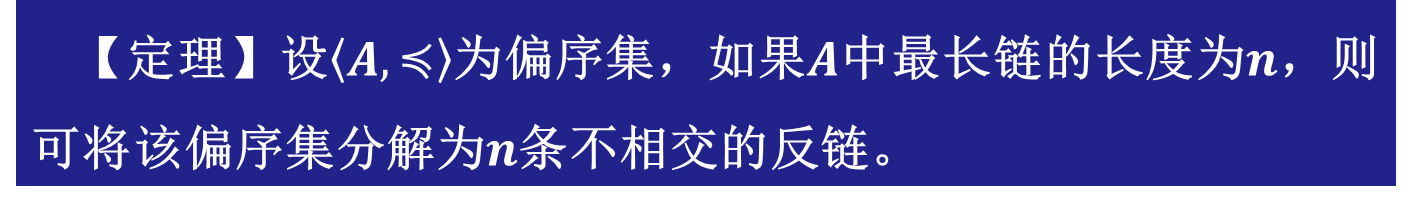 【定理】设⟨A,≼⟩为偏序集，如果A中最长链的长度为n，则
可将该偏序集分解为n条不相交的反链。